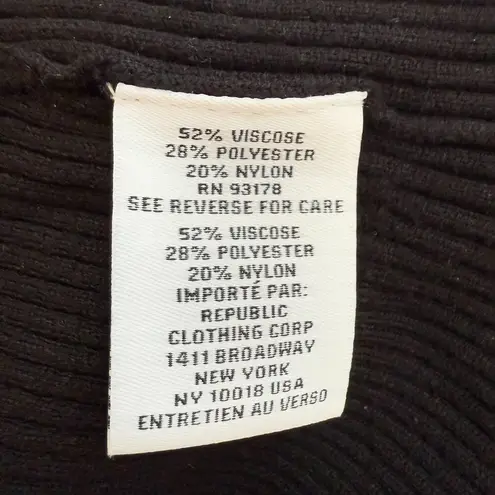 52% VISCOSE
28% POLYESTER
20% NYLON
RN 93178
SEE REVERSE FOR CARE
52% VISCOSE
28% POLYESTER
20% NYLON
IMPORTÉ PAR:
REPUBLIC
CLOTHING CORP
1411 BROADWAY
NEW YORK
NY 10018 USA
ENTRETIEN AU VERSO